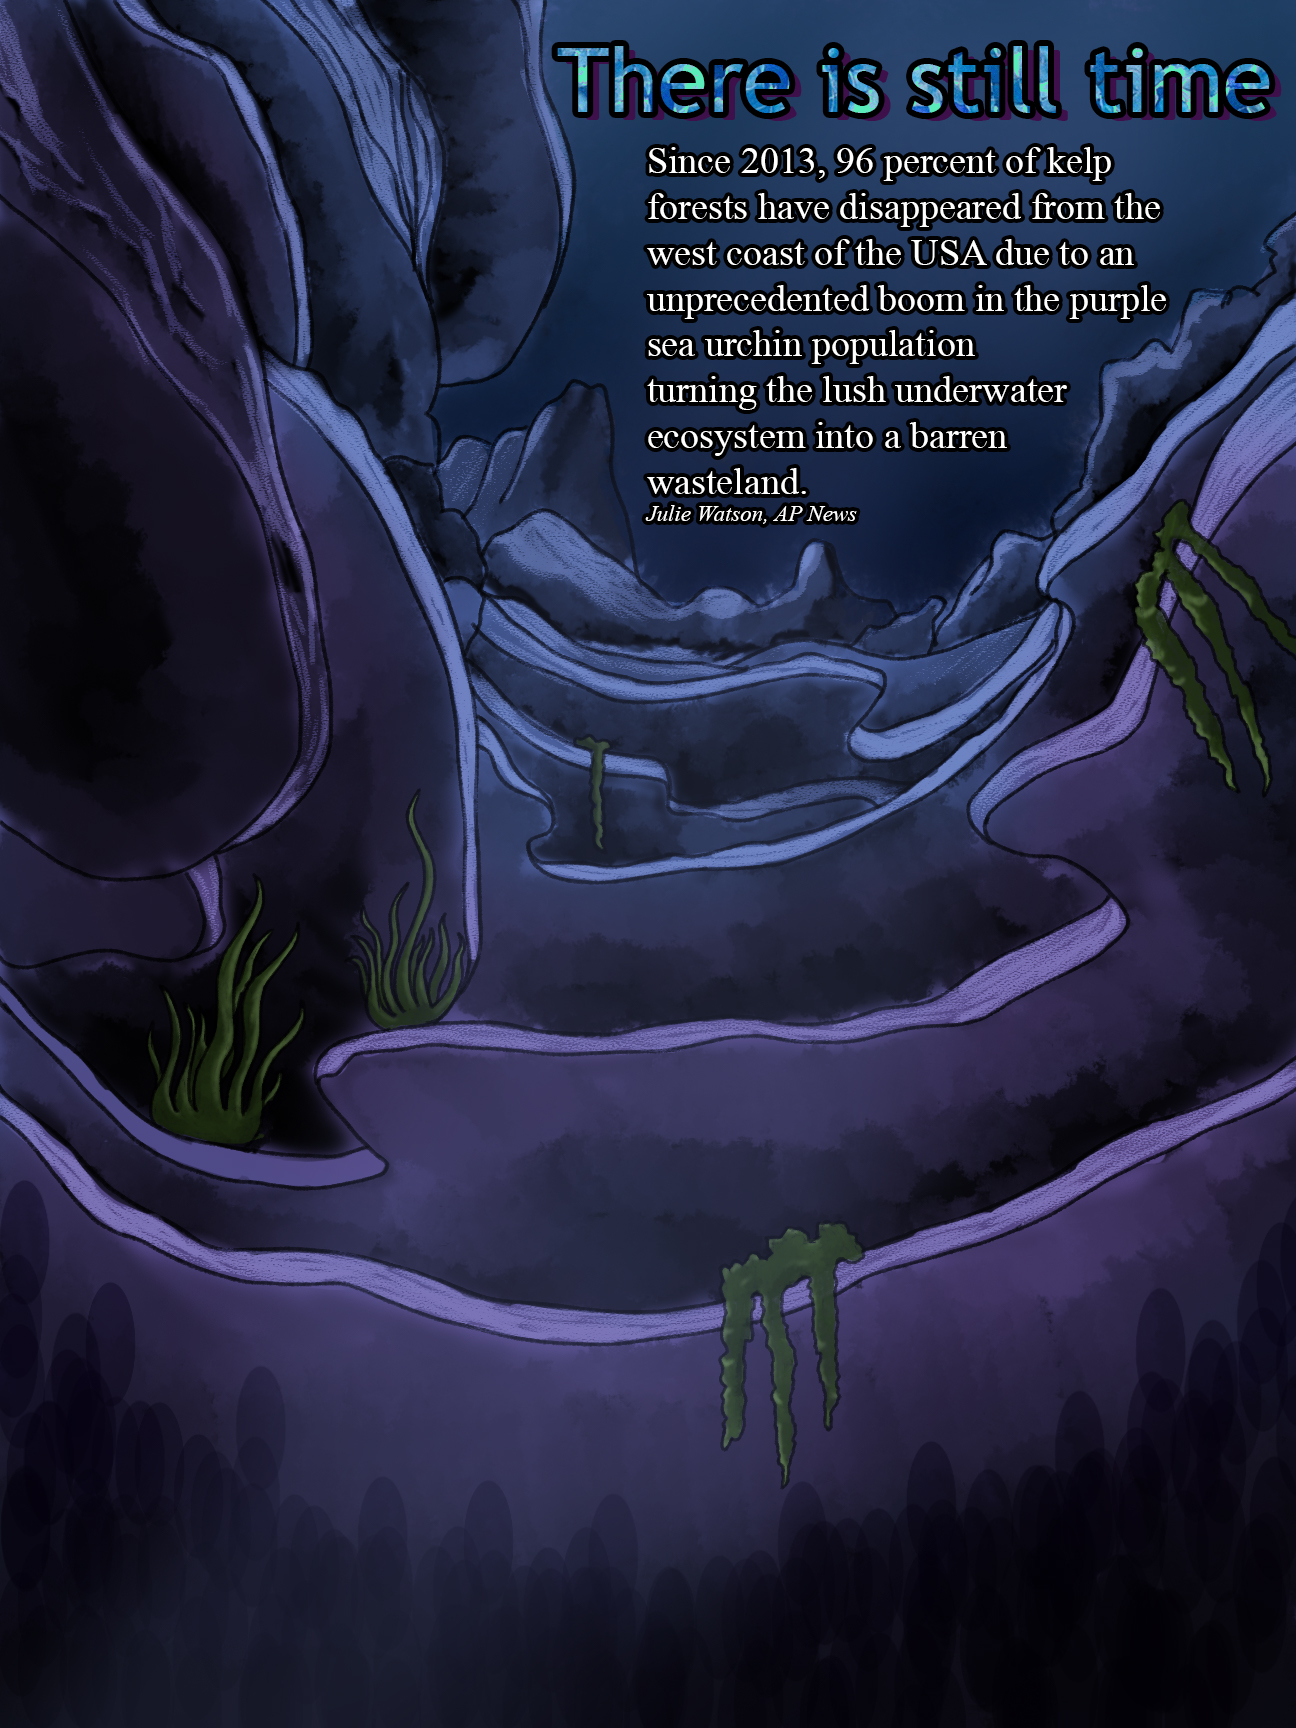 There is still time
Since 2013, 96 percent of kelp
forests have disappeared from the
west coast of the USA due to an
unprecedented boom in the purple
sea urchin population
turning the lush underwater
ecosystem into a barren
wasteland.
Julie Watson, AP News